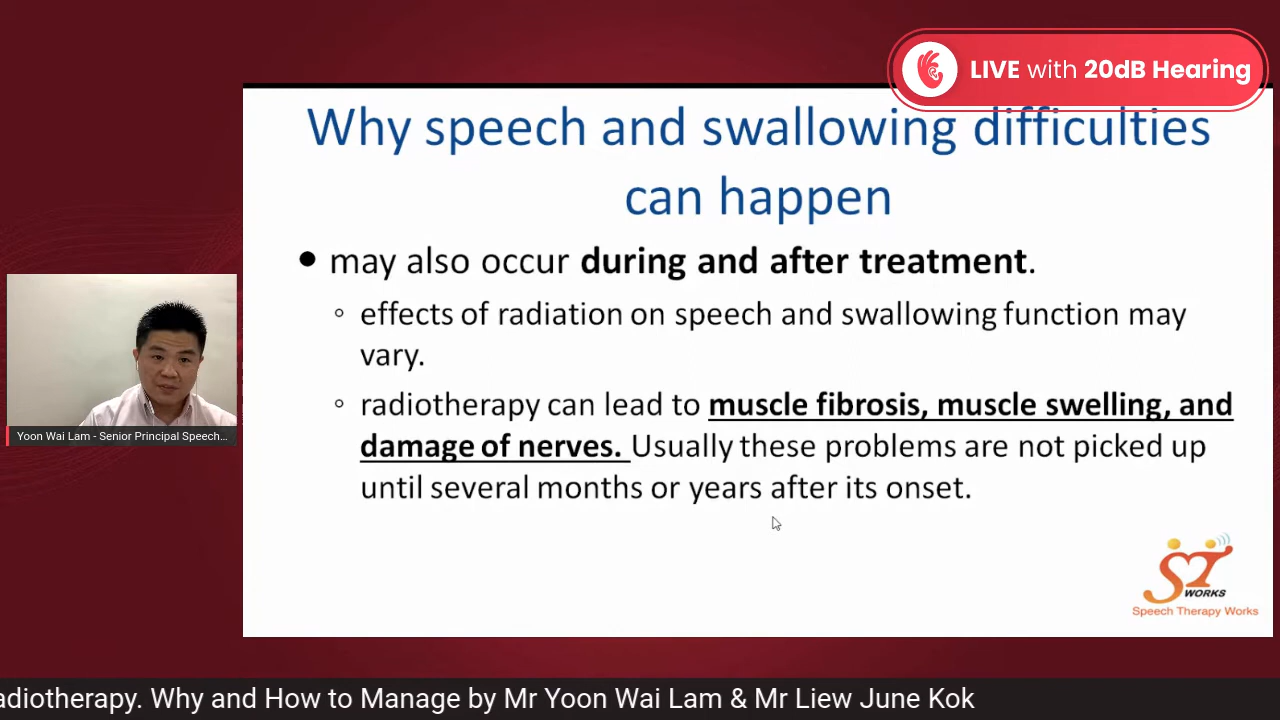 LIVE with 20dB Hearing
Why speech and swallowing difficulties
can happen
• may also occur during and after treatment.
◦ effects of radiation on speech and swallowing function may
vary.
◦ radiotherapy can lead to muscle fibrosis, muscle swelling, and
damage of nerves. Usually these problems are not picked up
until several months or years after its onset.
Yoon Wai Lam - Senior Principal Speech...
WORKS
Speech Therapy Works
adiotherapy. Why and How to Manage by Mr Yoon Wai Lam & Mr Liew June Kok